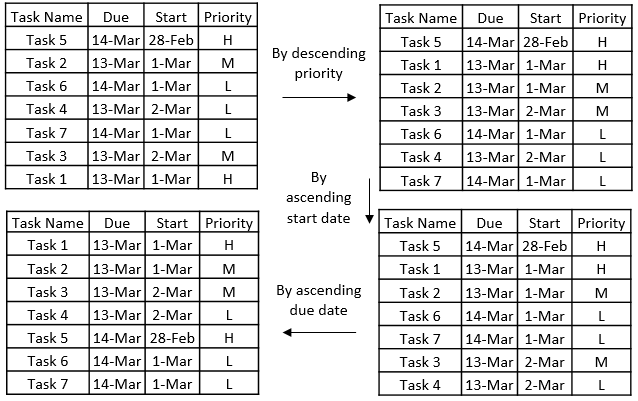 Task Name Due Start Priority
Task 5 14-Mar 28-Feb H
Task 2 13-Mar 1-Mar M
Task 6 14-Mar 1-Mar L
Task 4 13-Mar 2-Mar L
Task 7 14-Mar 1-Mar L
Task 3 13-Mar 2-Mar M
Task 1 13-Mar 1-Mar H
By descending
priority
Task Name Due Start Priority
Task 5 14-Mar 28-Feb H
Task 1 13-Mar 1-Mar H
Task 2 13-Mar 1-Mar M
Task 3 13-Mar 2-Mar M
Task 6 14-Mar 1-Mar L
Task 4 13-Mar 2-Mar L
Task 7 14-Mar 1-Mar L
By
ascending
start date
Task Name Due Start Priority
Task 5 14-Mar 28-Feb H
Task 1 13-Mar 1-Mar H
Task 2 13-Mar 1-Mar M
Task 6 14-Mar 1-Mar L
Task 7 14-Mar 1-Mar L
Task 3 13-Mar 2-Mar M
Task 4 13-Mar 2-Mar L
By ascending
due date
Task Name Due Start Priority
Task 1 13-Mar 1-Mar H
Task 2 13-Mar 1-Mar M
Task 3 13-Mar 2-Mar M
Task 4 13-Mar 2-Mar L
Task 5 14-Mar 28-Feb H
Task 6 14-Mar 1-Mar L
Task 7 14-Mar 1-Mar L